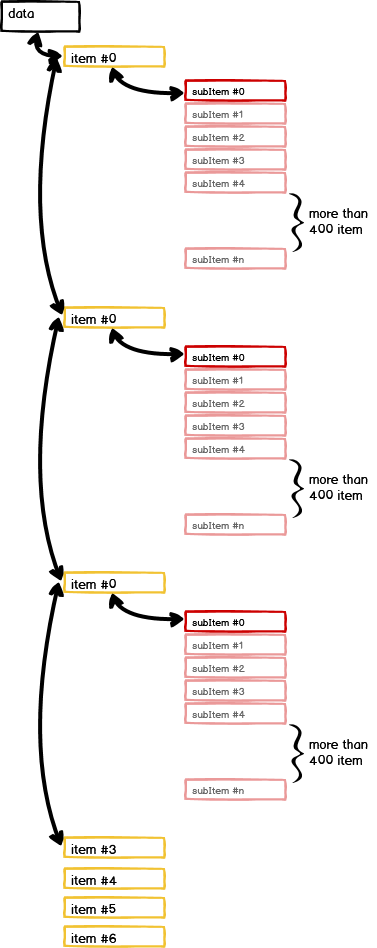 data
item #0
subItem #0
subItem #1
subItem #2
subItem #3
subItem #4
more than
400 item
subItem #n
item #0
subItem #0
subItem #1
subItem #2
subItem #3
subItem #4
more than
400 item
subItem #n
item #0
subItem #0
subItem #1
subItem #2
subItem #3
subItem #4
more than
400 item
subItem #n
item #3
item #4
item #5
item #6